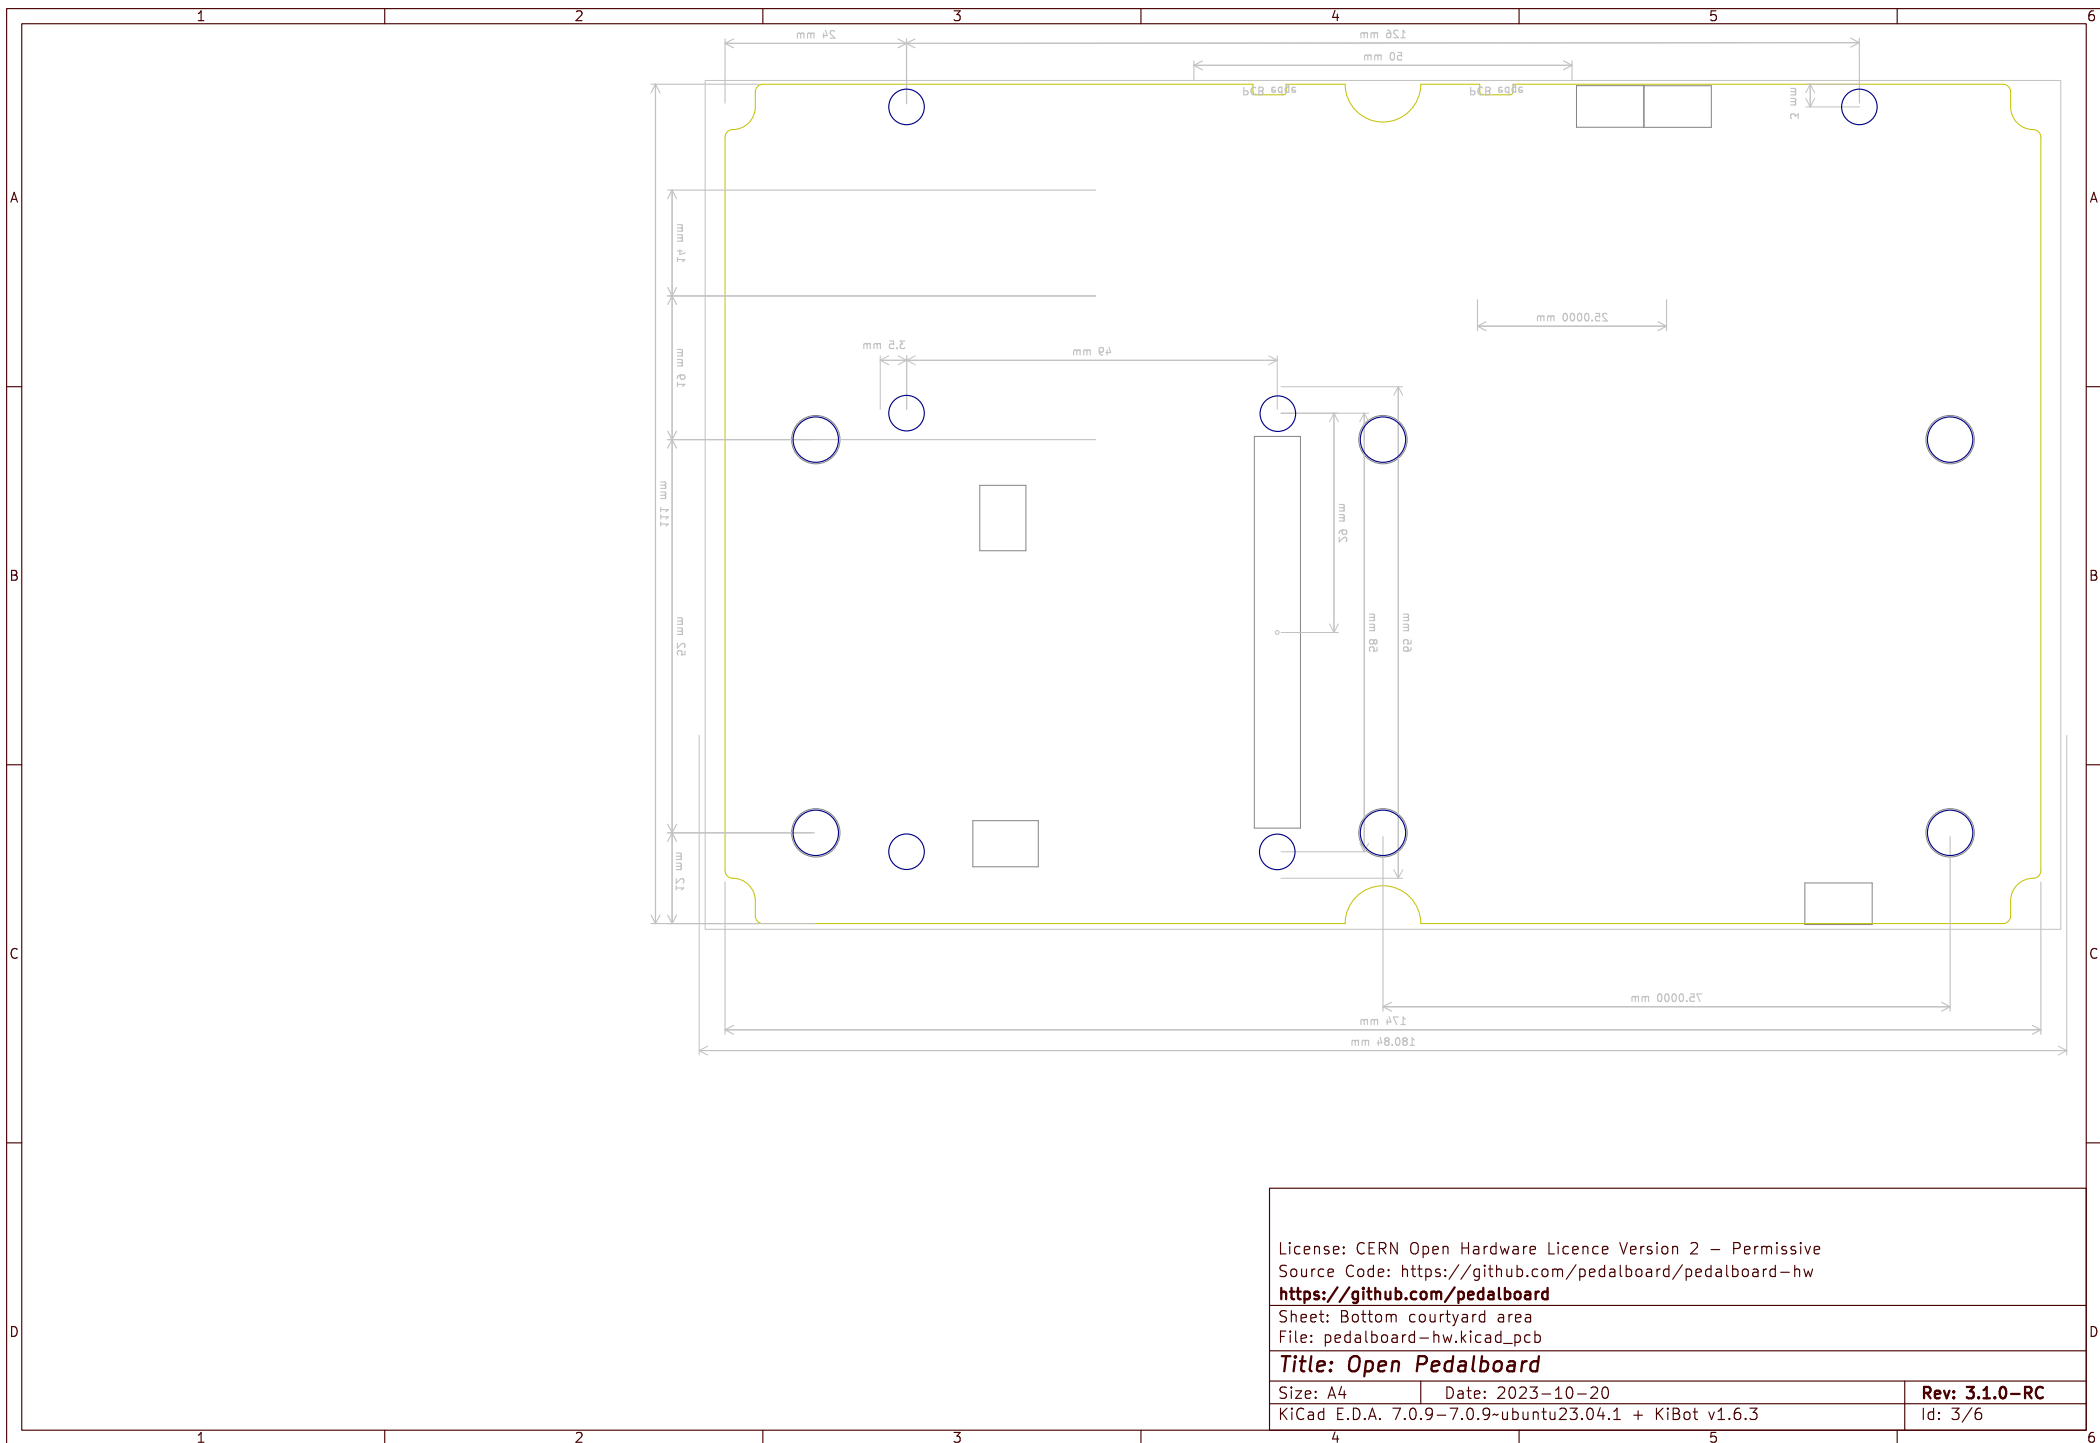 1 2 3 4 5 6
24 mm
126 mm
50 mm
PCB edge
PCB edge
3 mm
A
A
14 mm
25.0000 mm
3.5 mm
49 mm
19 mm
111 mm
29 mm
B
B
52 mm
58 mm
65 mm
12 mm
C
C
75.0000 mm
174 mm
180.84 mm
License: CERN Open Hardware Licence Version 2 - Permissive
Source Code: https://github.com/pedalboard/pedalboard-hw
https://github.com/pedalboard
Sheet: Bottom courtyard area
File: pedalboard-hw.kicad_pcb
D
D
Title: Open Pedalboard
Size: A4
Date: 2023-10-20
Rev: 3.1.0-RC
KiCad E.D.A. 7.0.9-7.0.9~ubuntu23.04.1 + KiBot v1.6.3
Id: 3/6
1 2 3 4 5 6